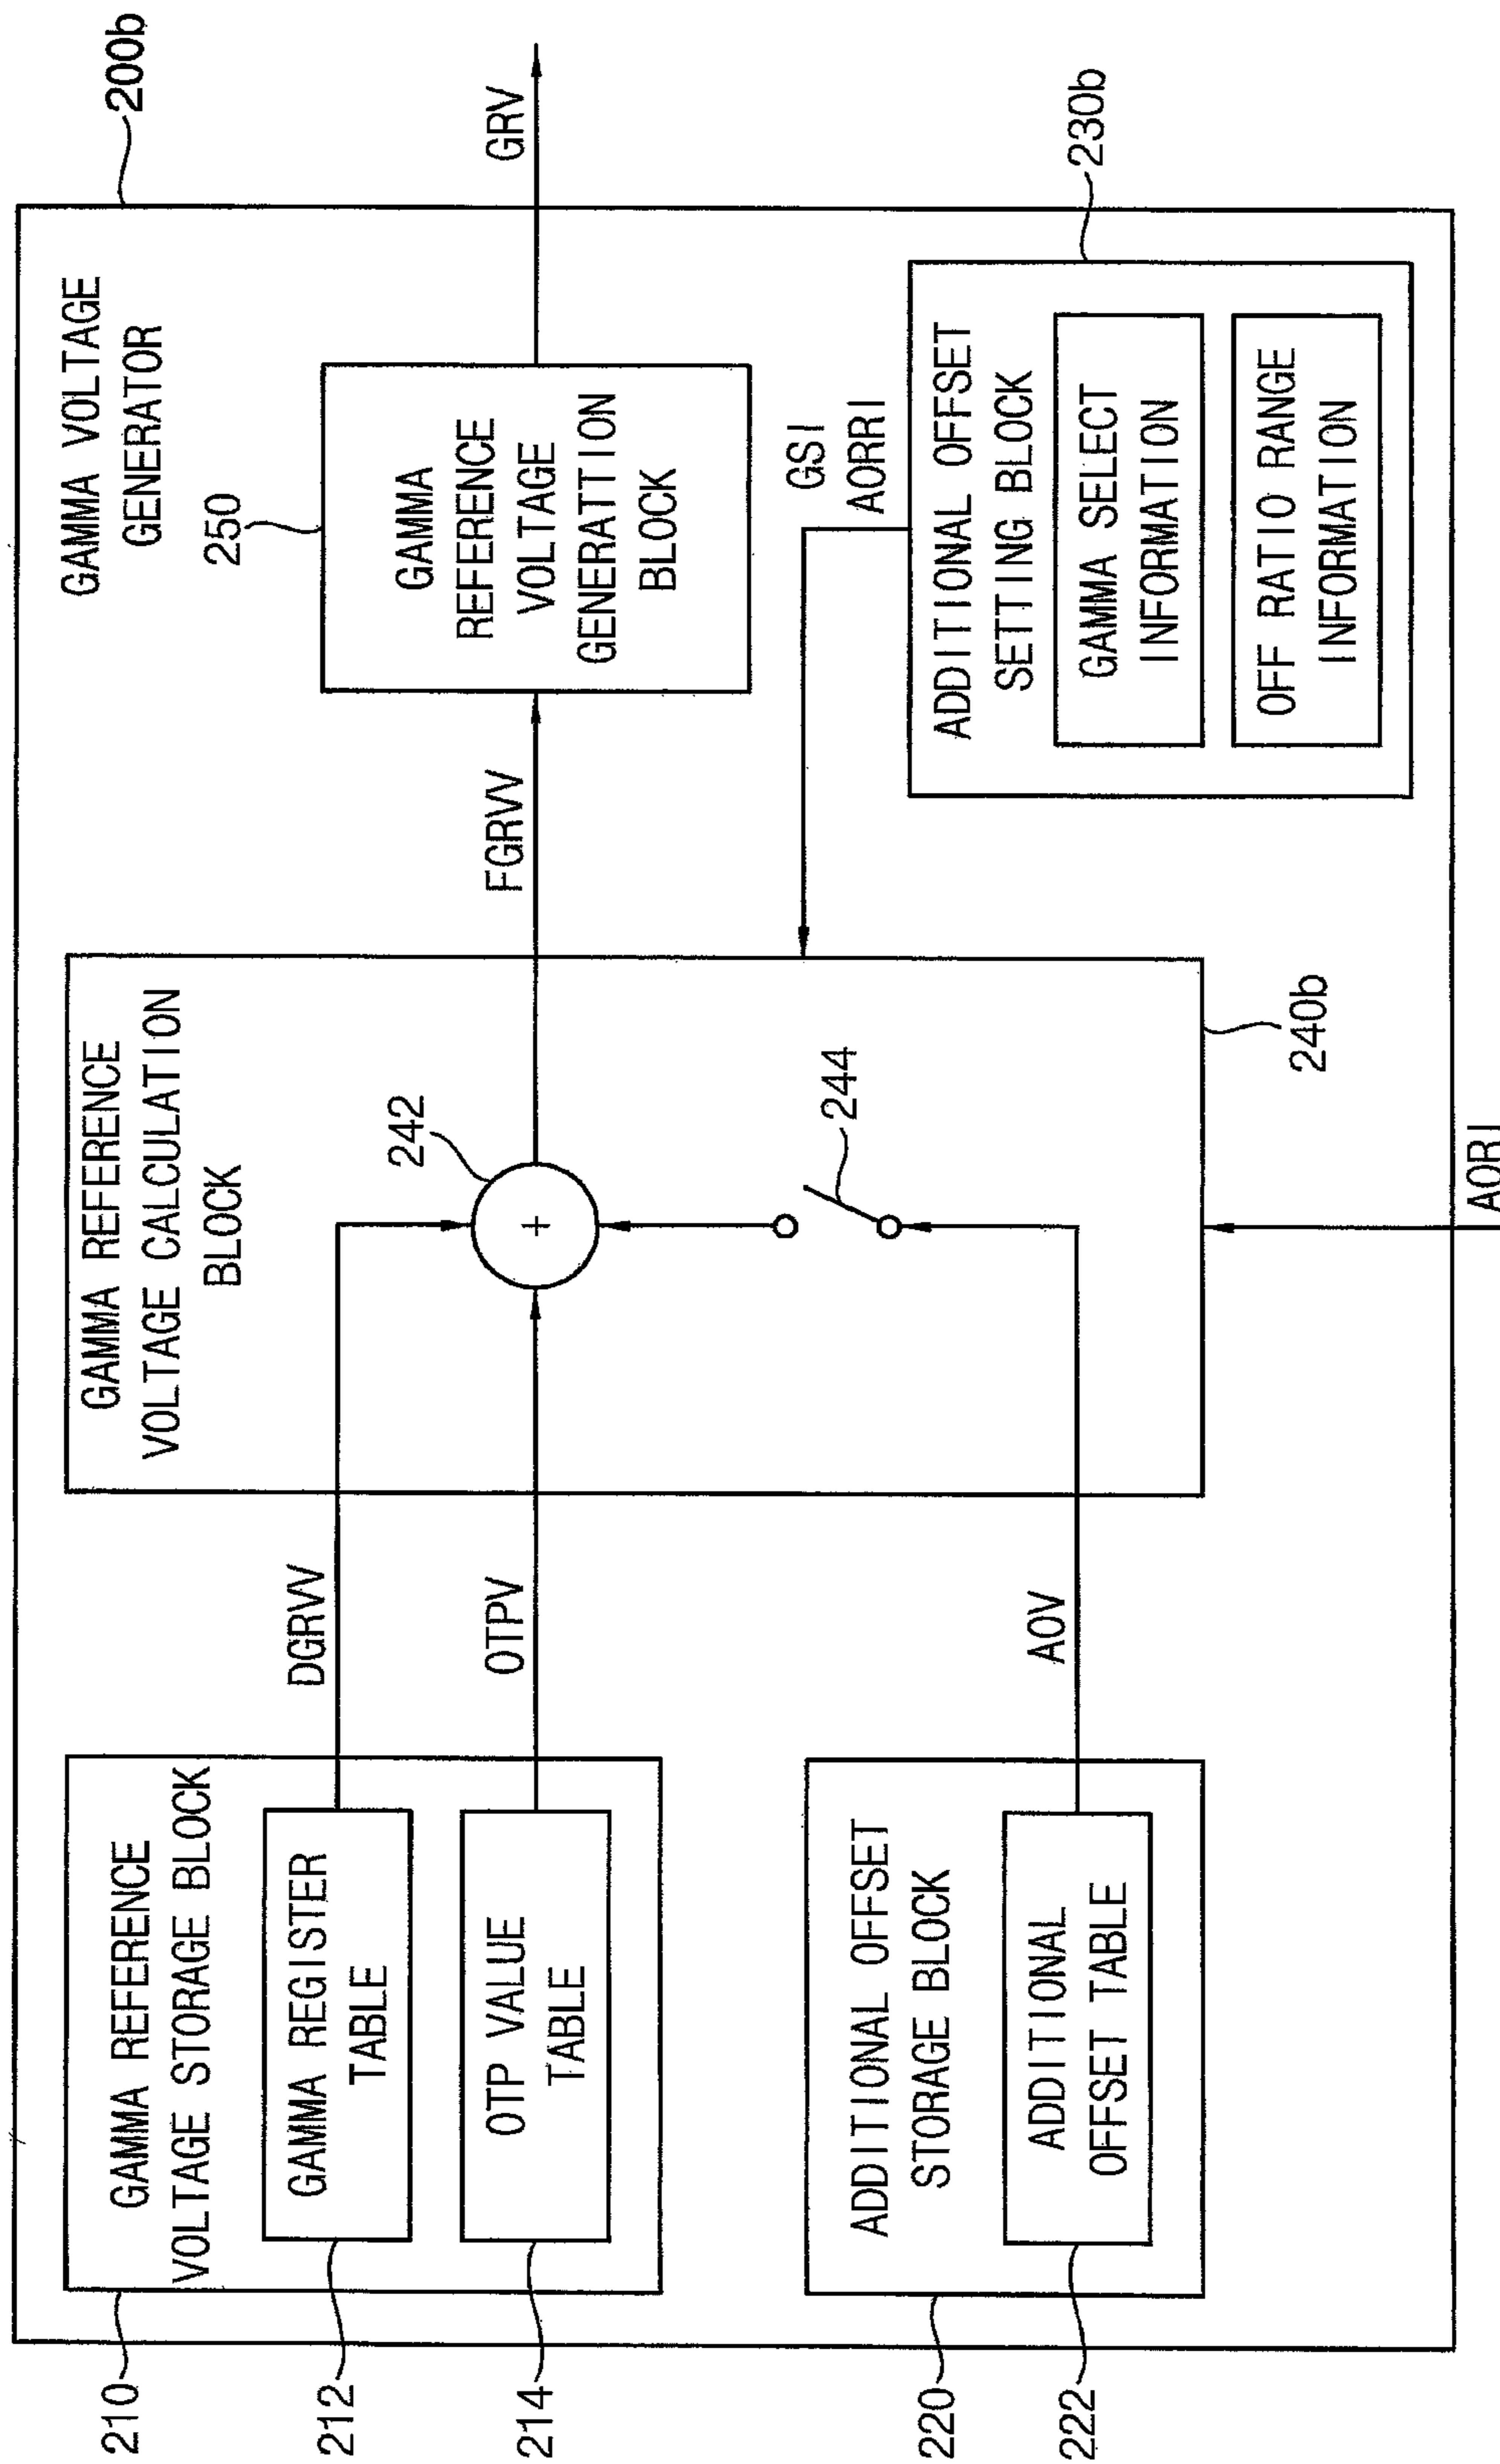 200b
GAMMA VOLTAGE
GENERATOR
210
GAMMA REFERENCE
VOLTAGE STORAGE BLOCK
212
GAMMA REGISTER
TABLE
214
OTP VALUE
TABLE
DGRVV
OTPV
220
ADDITIONAL OFFSET
STORAGE BLOCK
222
ADDITIONAL
OFFSET TABLE
AOV
GAMMA REFERENCE
VOLTAGE CALCULATION
BLOCK
242
+
244
240b
AORI
FGRVV
250
GAMMA
REFERENCE
VOLTAGE
GENERATTION
BLOCK
GRV
GSI
AORRI
230b
ADDITIONAL OFFSET
SETTING BLOCK
GAMMA SELECT
INFORMATION
OFF RATIO RANGE
INFORMATION